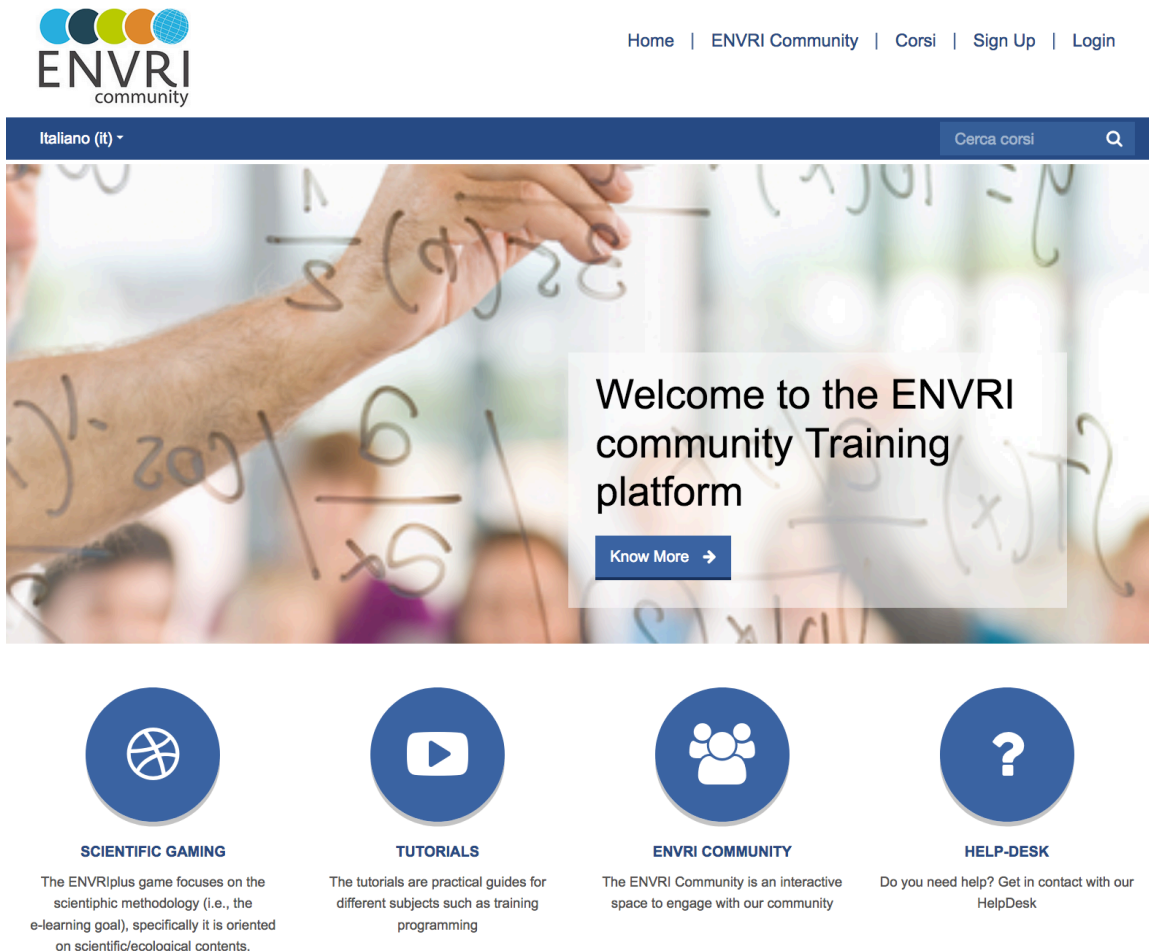 ENVRI
community
Home | ENVRI Community | Corsi | Sign Up | Login
Italiano (it)
Cerca corsi
Welcome to the ENVRI
community Training
platform
Know More
SCIENTIFIC GAMING
The ENVRIplus game focuses on the
scientiphic methodology (i.e., the
e-learning goal), specifically it is oriented
on scientific/ecological contents.
TUTORIALS
The tutorials are practical guides for
different subjects such as training
programming
ENVRI COMMUNITY
The ENVRI Community is an interactive
space to engage with our community
HELP-DESK
Do you need help? Get in contact with our
HelpDesk